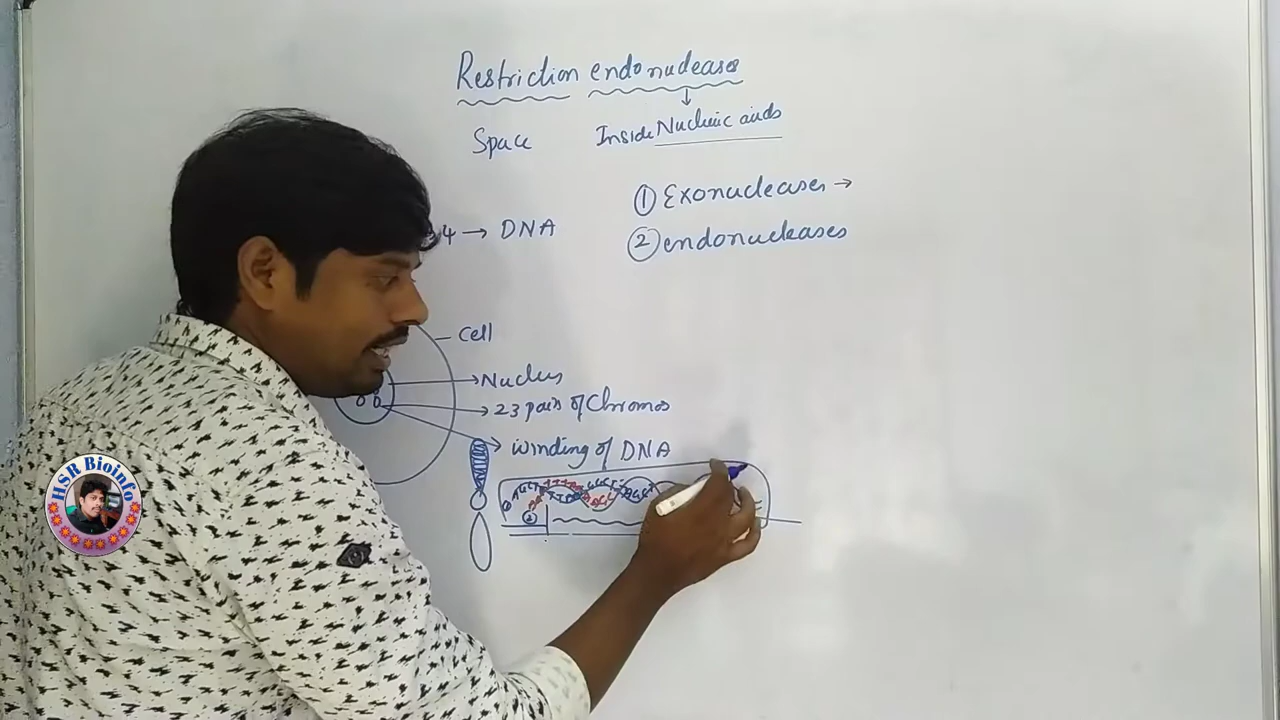 Restriction endonucleases
Space Inside Nucleic acids
① Exonucleases →
② endonucleases
4 → DNA
Cell
Nucleus
23 pairs of Chromos
winding of DNA
HSR Bioinfo